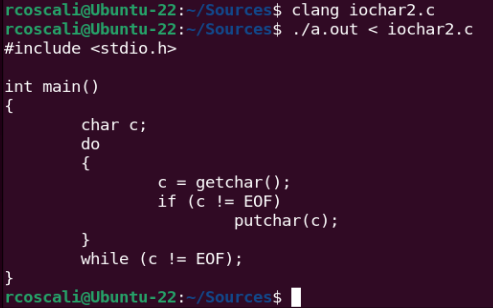 rcoscali@Ubuntu-22:~/Sources$ clang iochar2.c
rcoscali@Ubuntu-22:~/Sources$ ./a.out < iochar2.c
#include <stdio.h>

int main()
{
        char c;
        do
        {
                c = getchar();
                if (c != EOF)
                        putchar(c);
        }
        while (c != EOF);
}
rcoscali@Ubuntu-22:~/Sources$